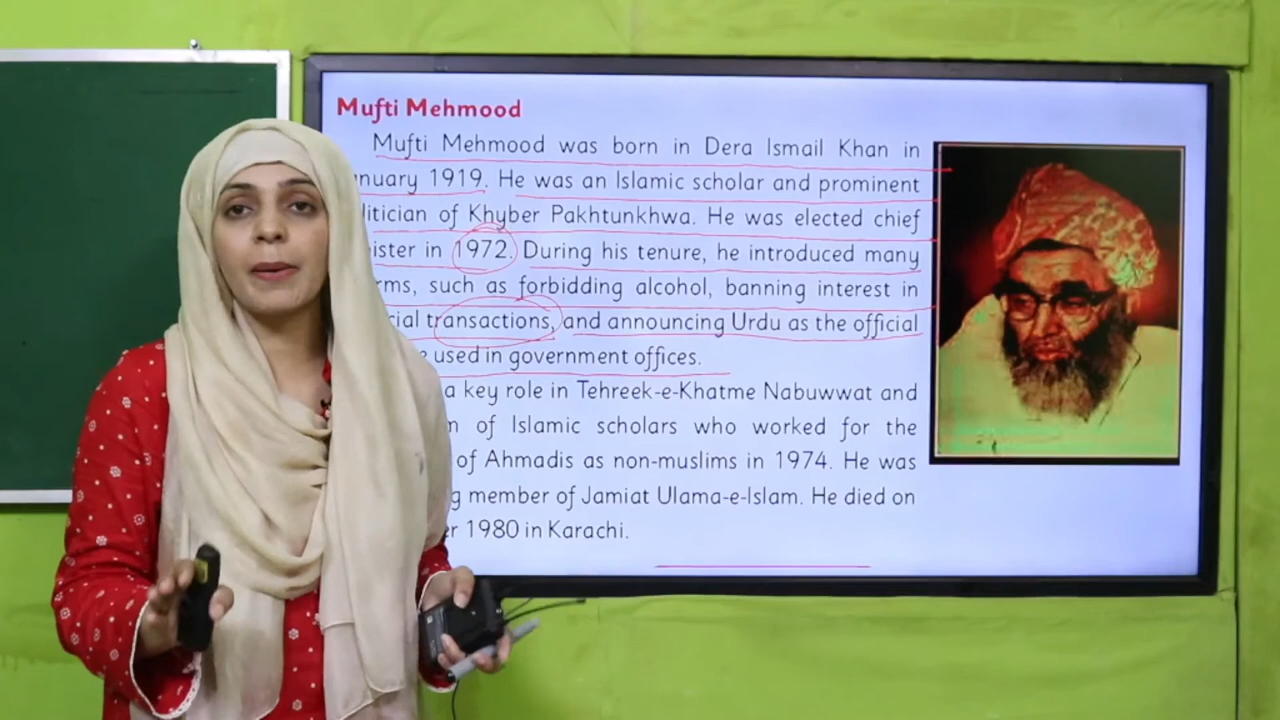 Mufti Mehmood
Mufti Mehmood was born in Dera Ismail Khan in
nuary 1919. He was an Islamic scholar and prominent
litician of Khyber Pakhtunkhwa. He was elected chief
ister in 1972. During his tenure, he introduced many
rms, such as forbidding alcohol, banning interest in
cial transactions, and announcing Urdu as the official
e used in government offices.
a key role in Tehreek-e-Khatme Nabuwwat and
of Islamic scholars who worked for the
of Ahmadis as non-muslims in 1974. He was
g member of Jamiat Ulama-e-Islam. He died on
er 1980 in Karachi.